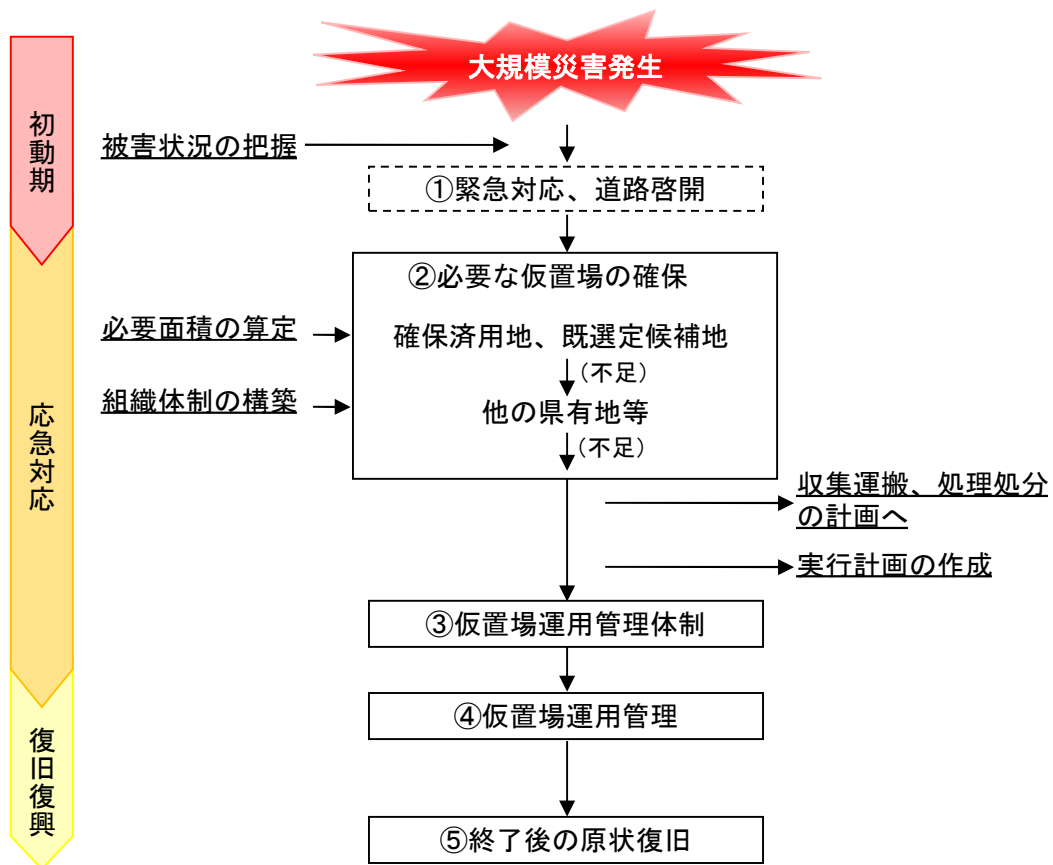 大規模災害発生
初動期
被害状況の把握
①緊急対応、道路啓開
②必要な仮置場の確保
必要面積の算定
確保済用地、既選定候補地
（不足）
組織体制の構築
他の県有地等
（不足）
応急対応
収集運搬、処理処分
の計画へ
実行計画の作成
③仮置場運用管理体制
④仮置場運用管理
復旧復興
⑤終了後の原状復旧